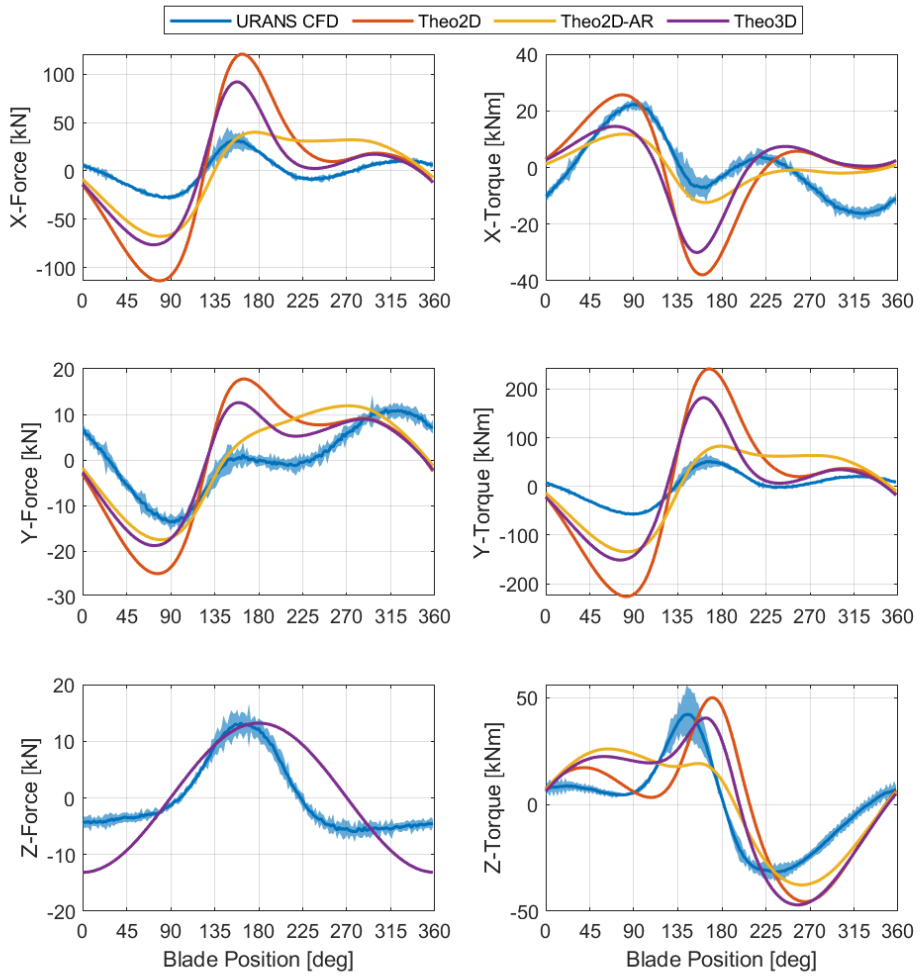 URANS CFD Theo2D Theo2D-AR Theo3D
X-Force [kN]
100
50
0
-50
-100
0 45 90 135 180 225 270 315 360
X-Torque [kNm]
40
20
0
-20
-40
0 45 90 135 180 225 270 315 360
Y-Force [kN]
20
10
0
-10
-20
-30
0 45 90 135 180 225 270 315 360
Y-Torque [kNm]
200
100
0
-100
-200
0 45 90 135 180 225 270 315 360
Z-Force [kN]
20
10
0
-10
-20
0 45 90 135 180 225 270 315 360
Blade Position [deg]
Z-Torque [kNm]
50
0
-50
0 45 90 135 180 225 270 315 360
Blade Position [deg]